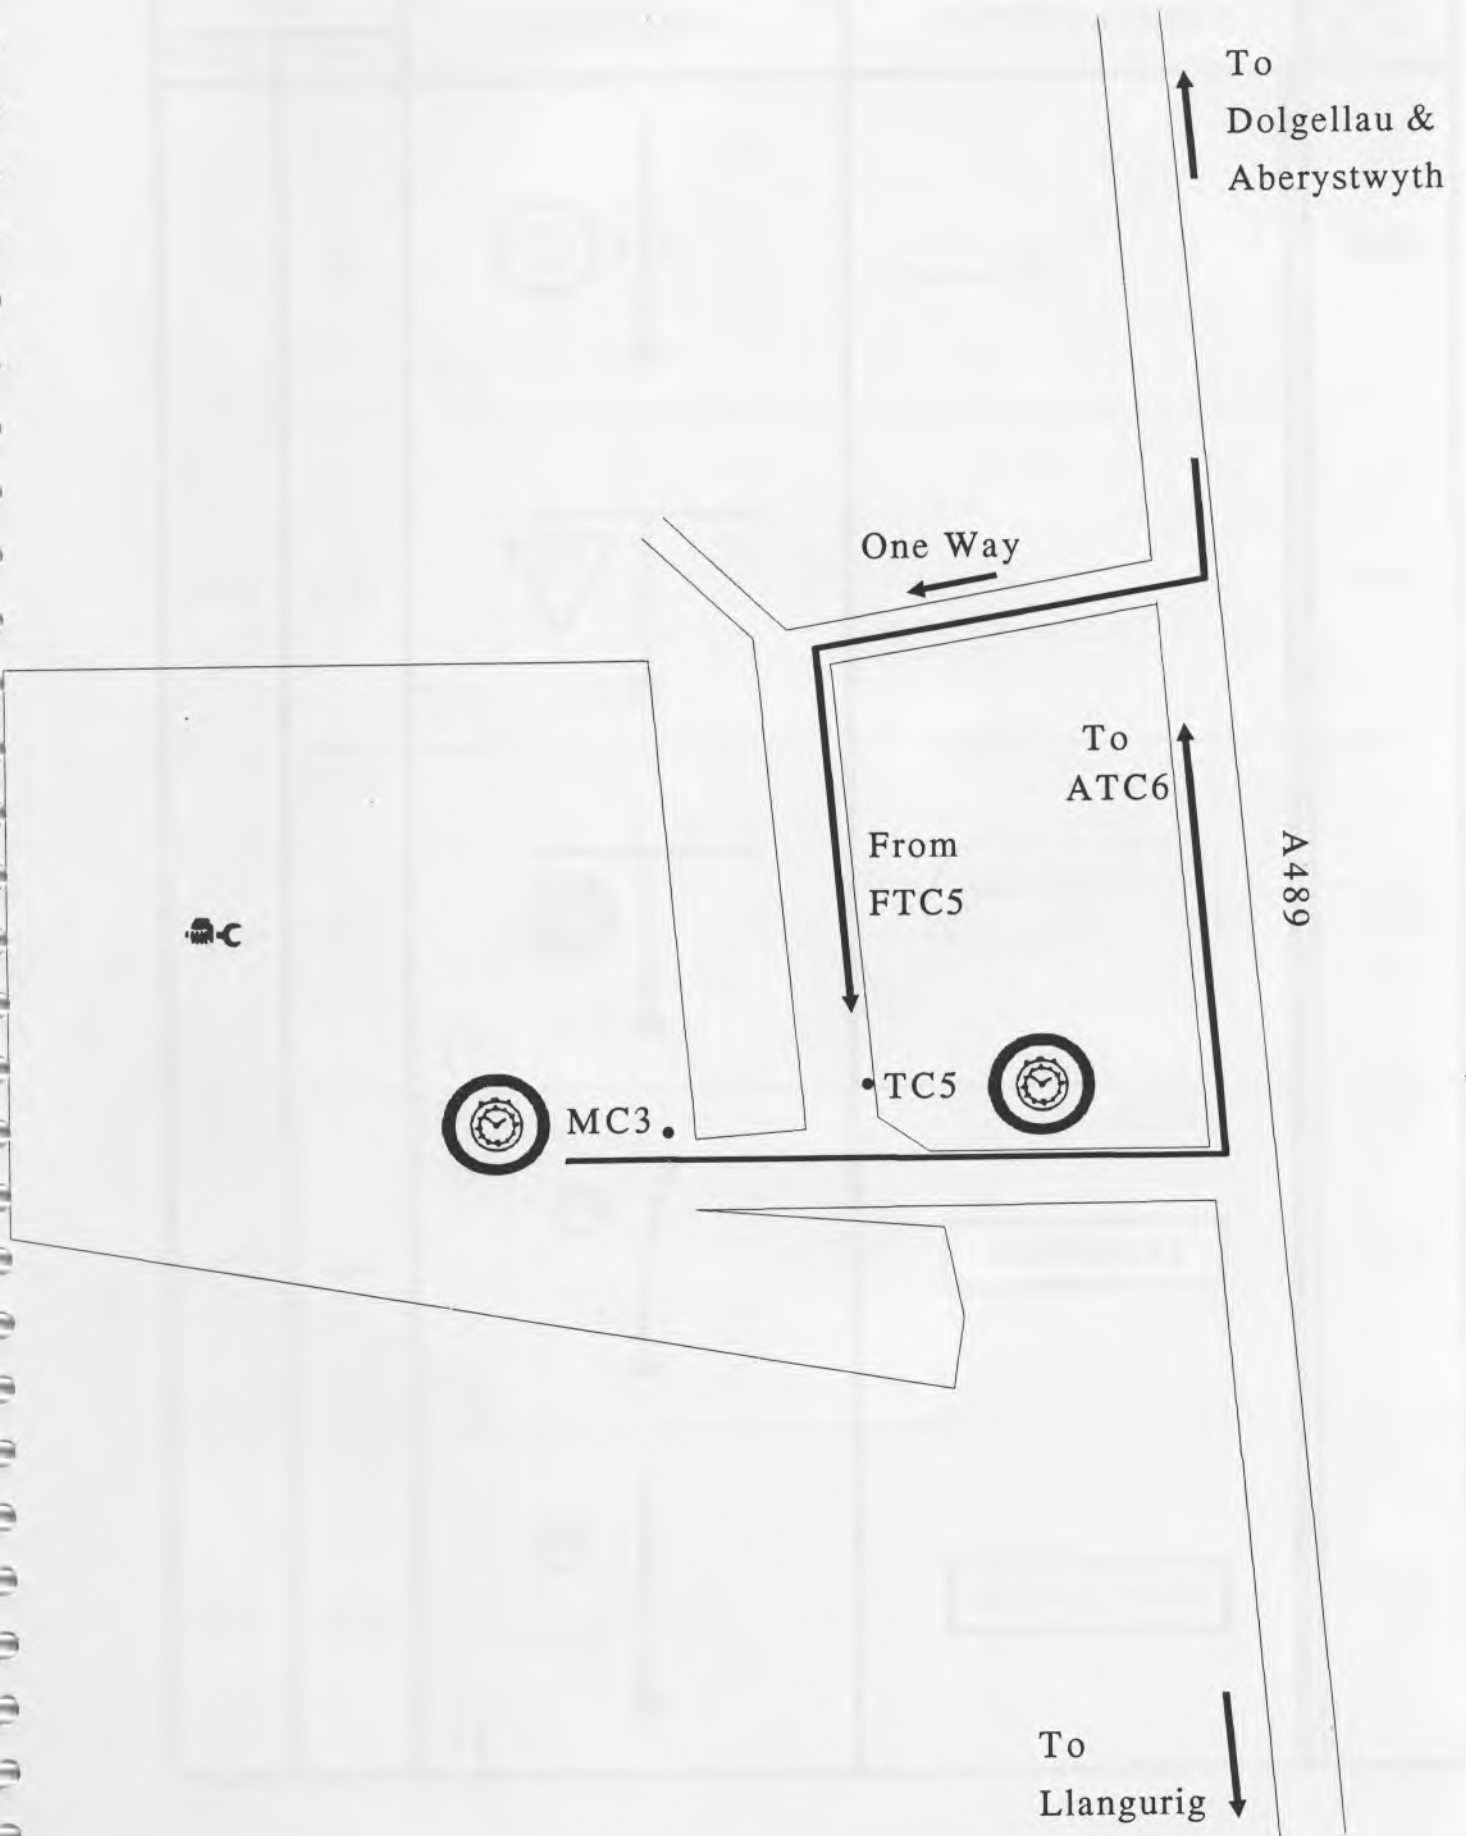 To
Dolgellau &
Aberystwyth
One Way
To
ATC6
From
FTC5
A489
TC5
MC3
To
Llangurig